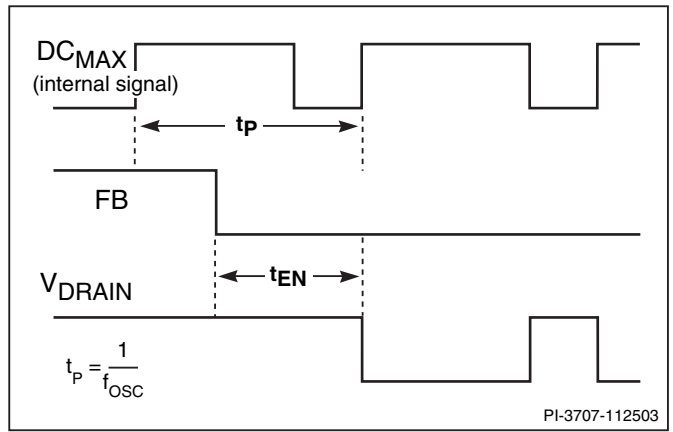 DCMAX
(internal signal)
tP
FB
tEN
VDRAIN
tP = 1/fOSC
PI-3707-112503